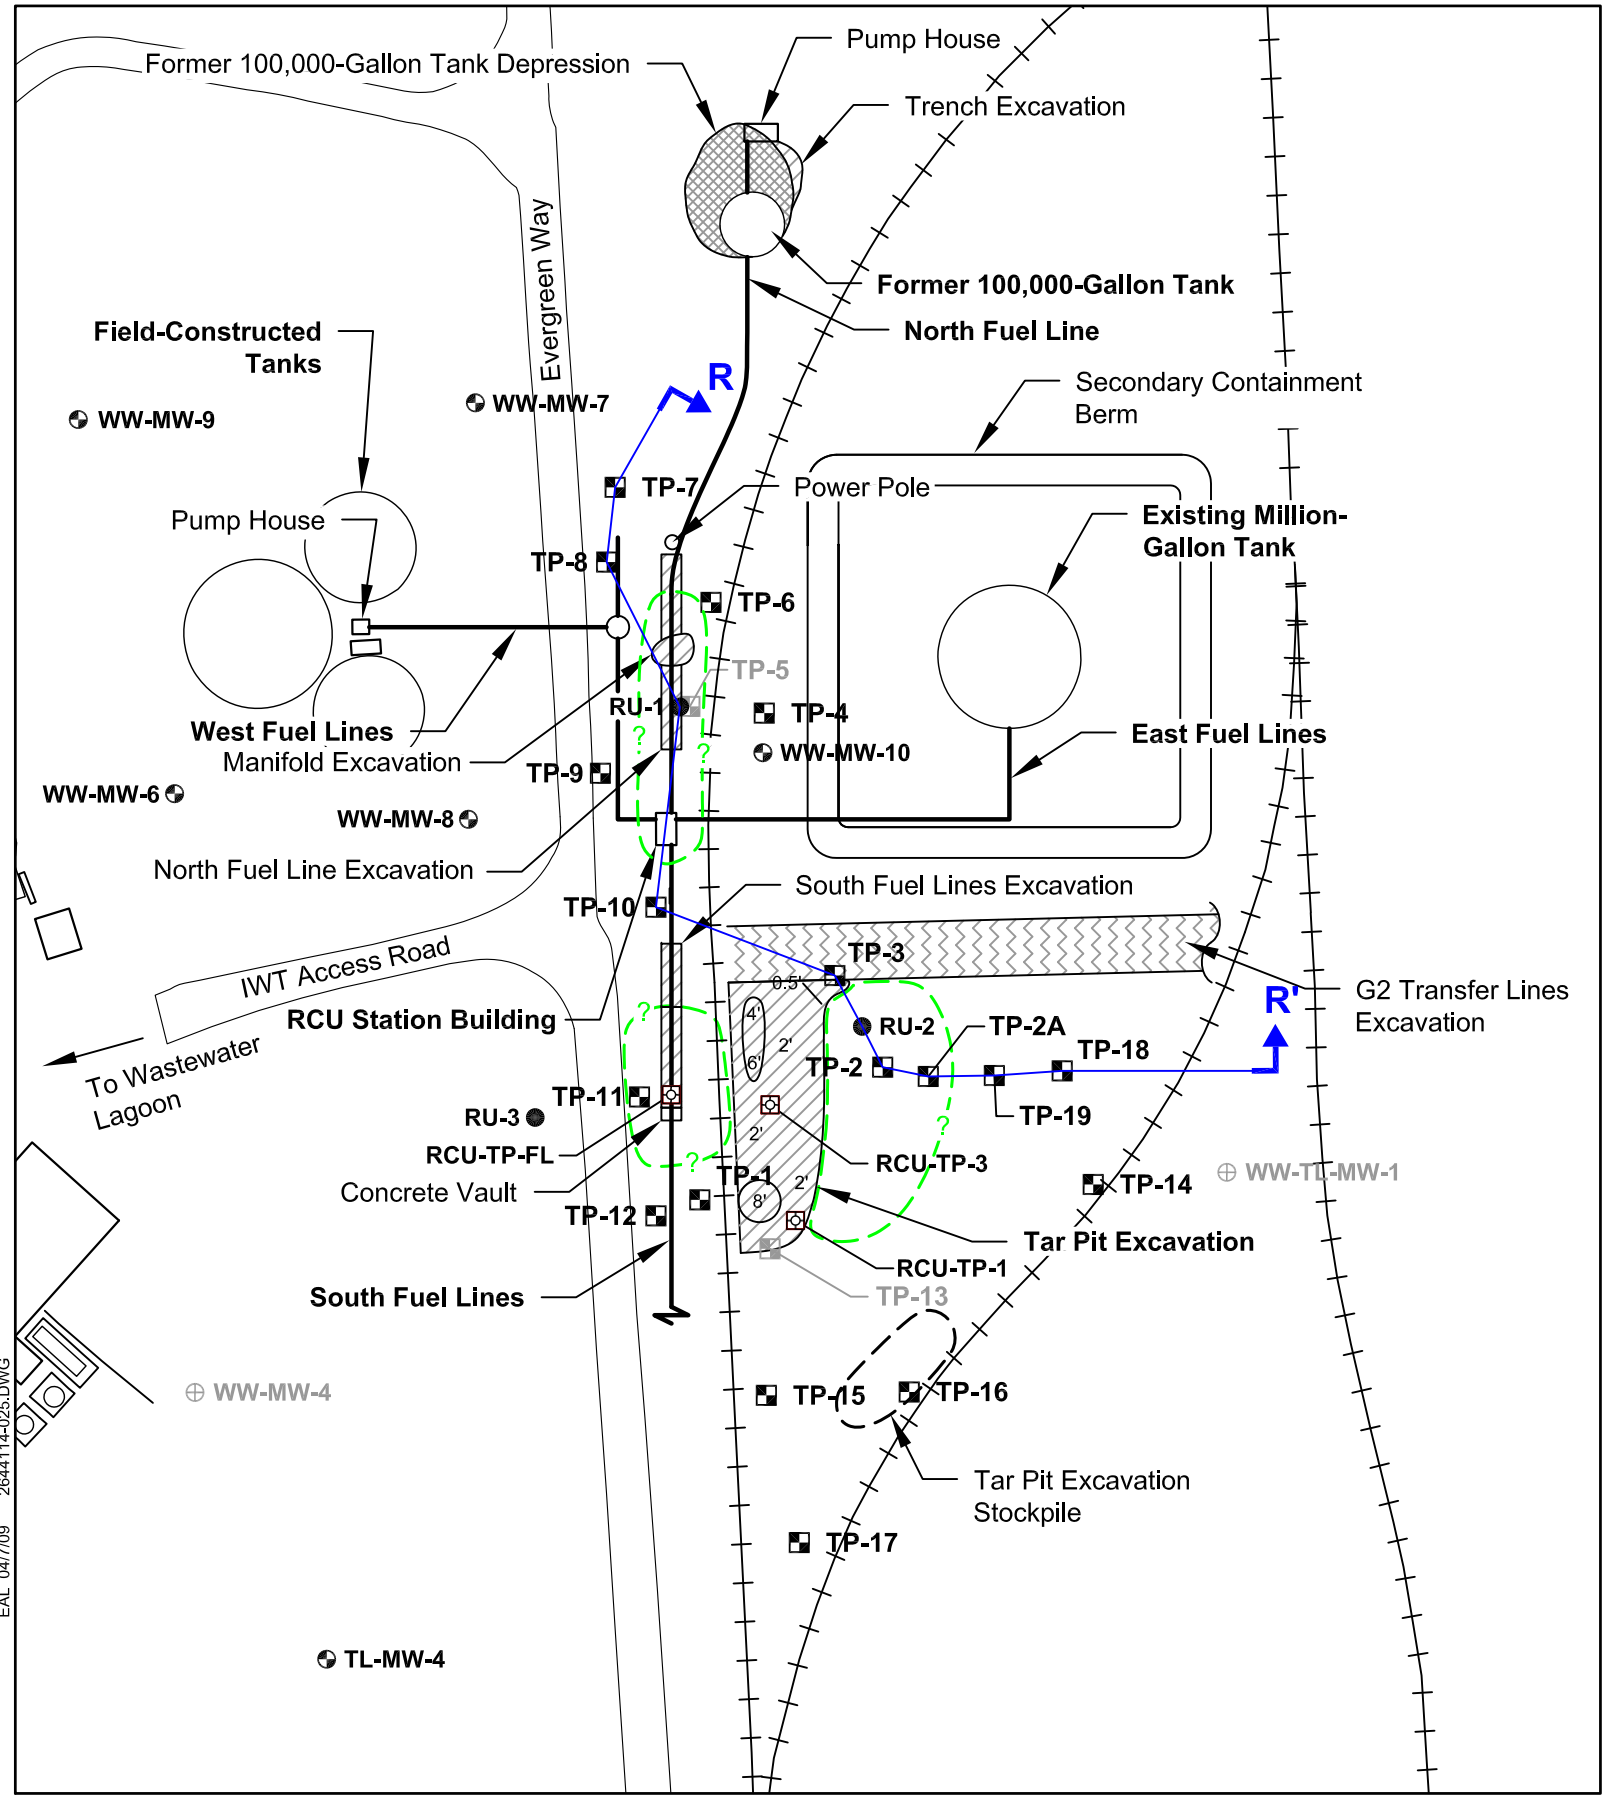 Pump House
Former 100,000-Gallon Tank Depression
Trench Excavation
Evergreen Way
Former 100,000-Gallon Tank
North Fuel Line
Field-Constructed
Tanks
R
Secondary Containment
Berm
WW-MW-9
WW-MW-7
TP-7
Power Pole
Pump House
Existing Million-
Gallon Tank
TP-8
TP-6
TP-5
RU-1
TP-4
West Fuel Lines
East Fuel Lines
Manifold Excavation
?
?
WW-MW-10
TP-9
WW-MW-6
WW-MW-8
North Fuel Line Excavation
South Fuel Lines Excavation
TP-10
TP-3
IWT Access Road
0.5'
G2 Transfer Lines
Excavation
R'
RCU Station Building
?
4'
RU-2
TP-2A
2'
To Wastewater
Lagoon
6'
TP-2
TP-18
TP-11
TP-19
RU-3
?
2'
RCU-TP-FL
?
RCU-TP-3
Concrete Vault
TP-1
2'
TP-14
WW-TL-MW-1
8'
TP-12
Tar Pit Excavation
RCU-TP-1
South Fuel Lines
TP-13
WW-MW-4
TP-15
TP-16
Tar Pit Excavation
Stockpile
TP-17
TL-MW-4
EAL 04/7/09 2644114-025.DWG